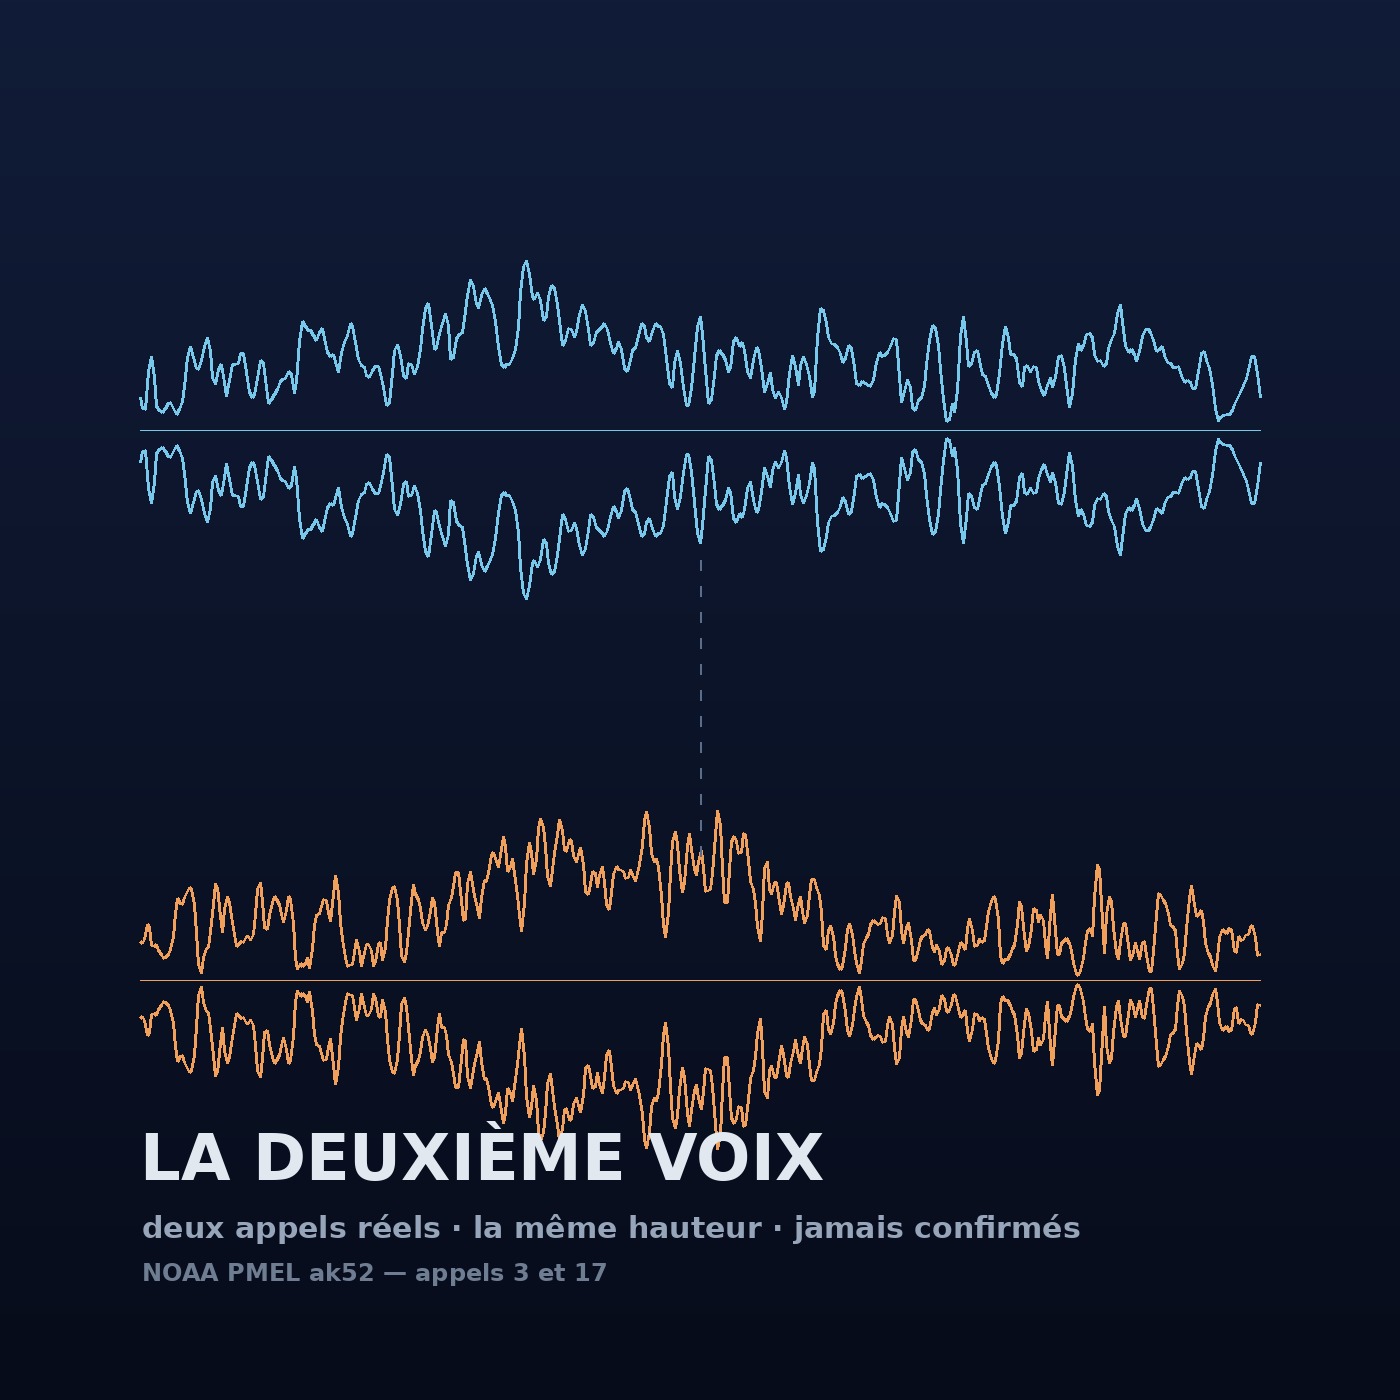 LA DEUXIÈME VOIX
deux appels réels · la même hauteur · jamais confirmés
NOAA PMEL ak52 — appels 3 et 17